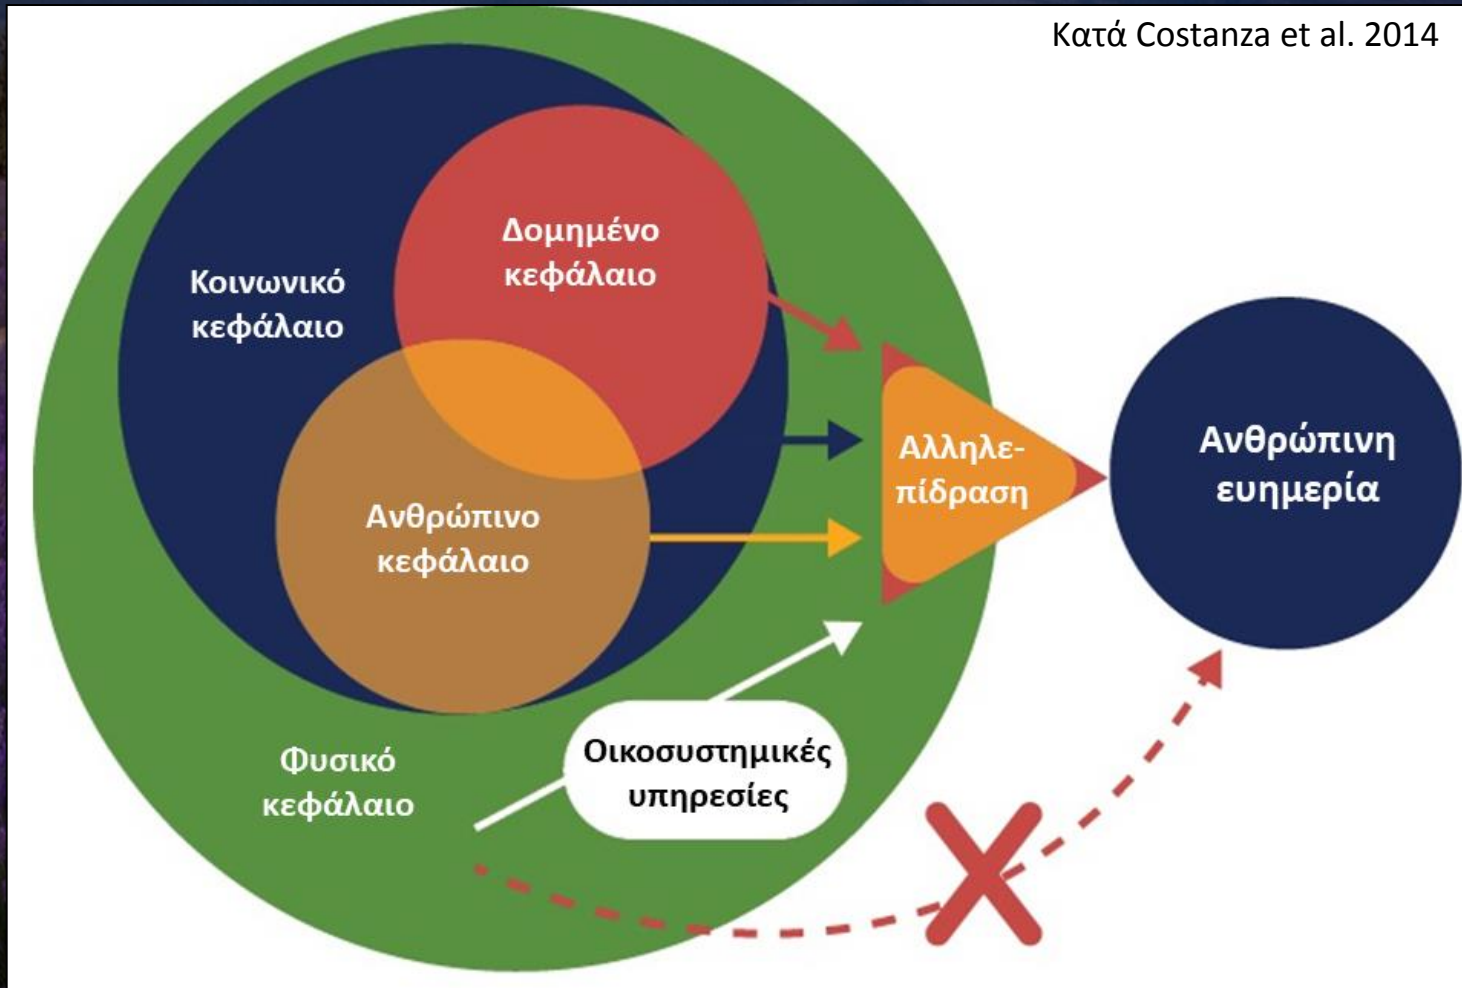 Κατά Costanza et al. 2014
Δομημένο
κεφάλαιο
Κοινωνικό
κεφάλαιο
Ανθρώπινο
κεφάλαιο
Αλληλε-
πίδραση
Ανθρώπινη
ευημερία
Φυσικό
κεφάλαιο
Οικοσυστημικές
υπηρεσίες